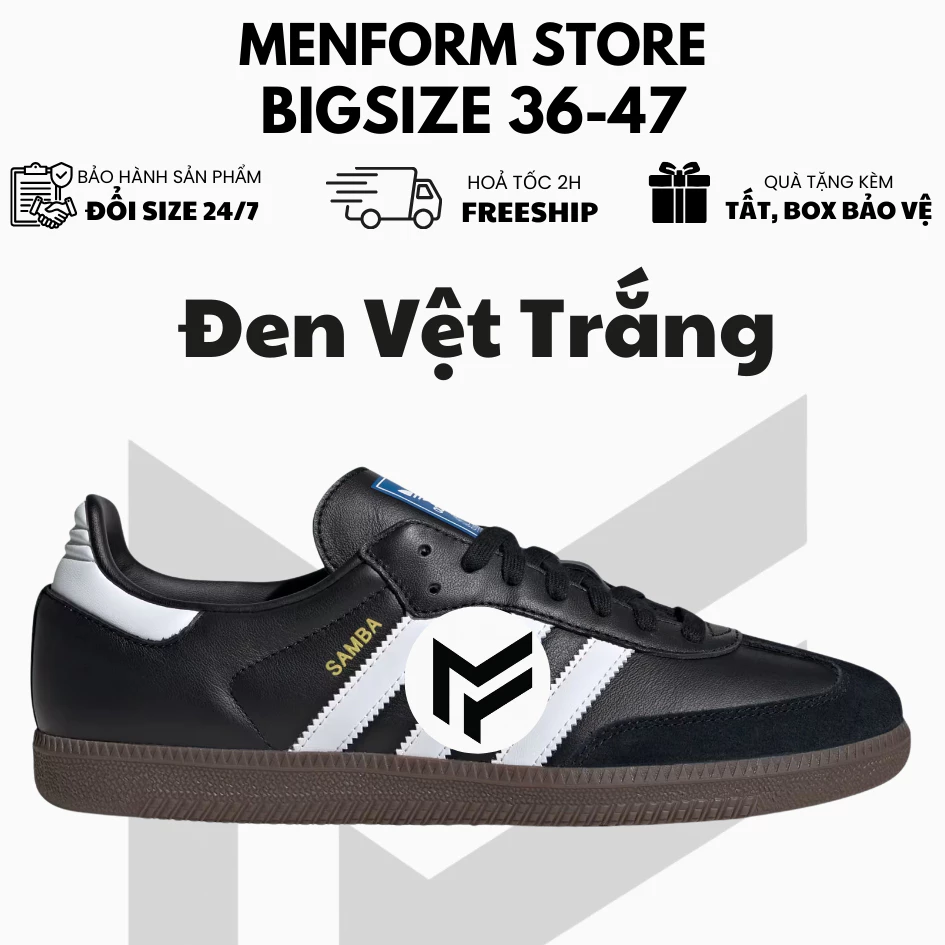 MENFORM STORE
BIGSIZE 36-47
BẢO HÀNH SẢN PHẨM
ĐỔI SIZE 24/7
HOẢ TỐC 2H
FREESHIP
QUÀ TẶNG KÈM
TẤT, BOX BẢO VỆ
Đen Vệt Trắng
SAMBA